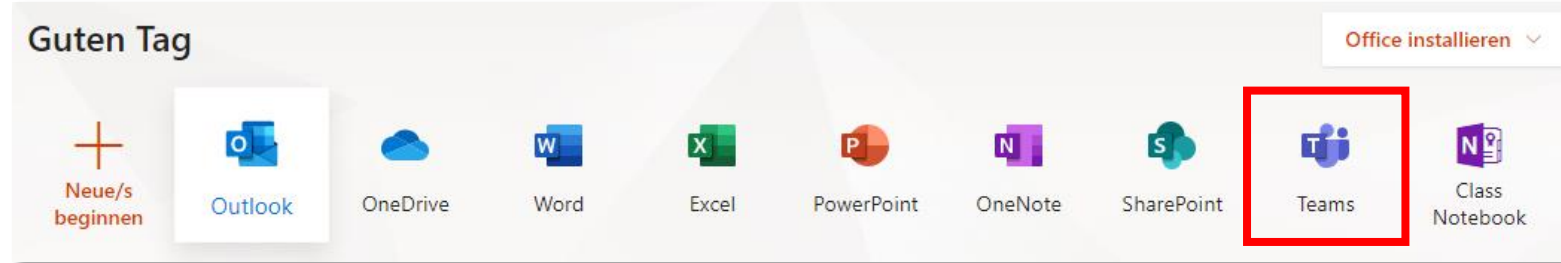 Guten Tag
Office installieren
Neue/s
beginnen
Outlook
OneDrive
Word
Excel
PowerPoint
OneNote
SharePoint
Teams
Class
Notebook